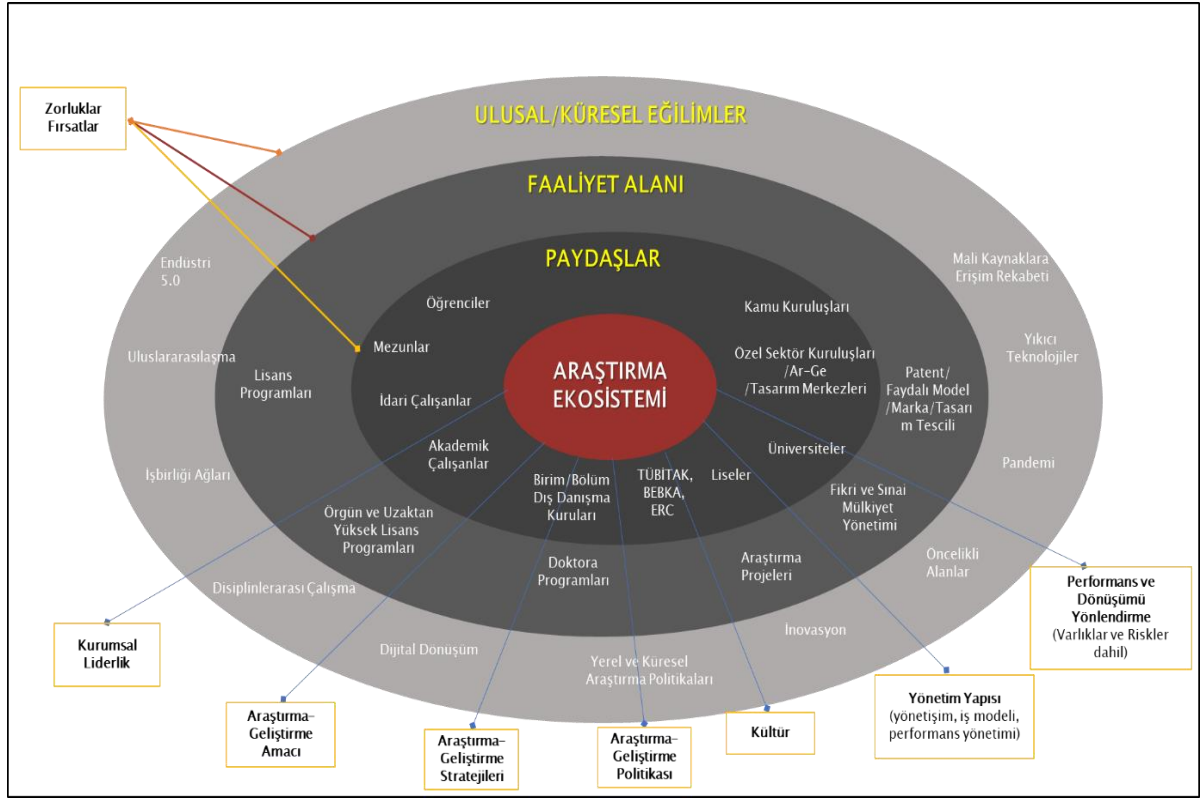 ULUSAL/KÜRESEL EĞİLİMLER
Zorluklar
Fırsatlar
FAALİYET ALANI
PAYDAŞLAR
Endüstri
5.0
Uluslararasılaşma
İşbirliği Ağları
Disiplinlerarası Çalışma
Dijital Dönüşüm
Yerel ve Küresel
Araştırma Politikaları
İnovasyon
Öncelikli
Alanlar
Pandemi
Yıkıcı
Teknolojiler
Mali Kaynaklara
Erişim Rekabeti
Lisans
Programları
Örgün ve Uzaktan
Yüksek Lisans
Programları
Doktora
Programları
Araştırma
Projeleri
Fikri ve Sınai
Mülkiyet
Yönetimi
Patent/
Faydalı Model
/Marka/Tasarı
m Tescili
Öğrenciler
Mezunlar
İdari Çalışanlar
Akademik
Çalışanlar
Birim/Bölüm
Dış Danışma
Kuruları
TÜBİTAK,
BEBKA,
ERC
Liseler
Üniversiteler
Özel Sektör Kuruluşları
/Ar-Ge
/Tasarım Merkezleri
Kamu Kuruluşları
ARAŞTIRMA
EKOSİSTEMİ
Kurumsal
Liderlik
Araştırma-
Geliştirme
Amacı
Araştırma-
Geliştirme
Stratejileri
Araştırma-
Geliştirme
Politikası
Kültür
Yönetim Yapısı
(yönetişim, iş modeli,
performans yönetimi)
Performans ve
Dönüşümü
Yönlendirme
(Varlıklar ve Riskler
dahil)